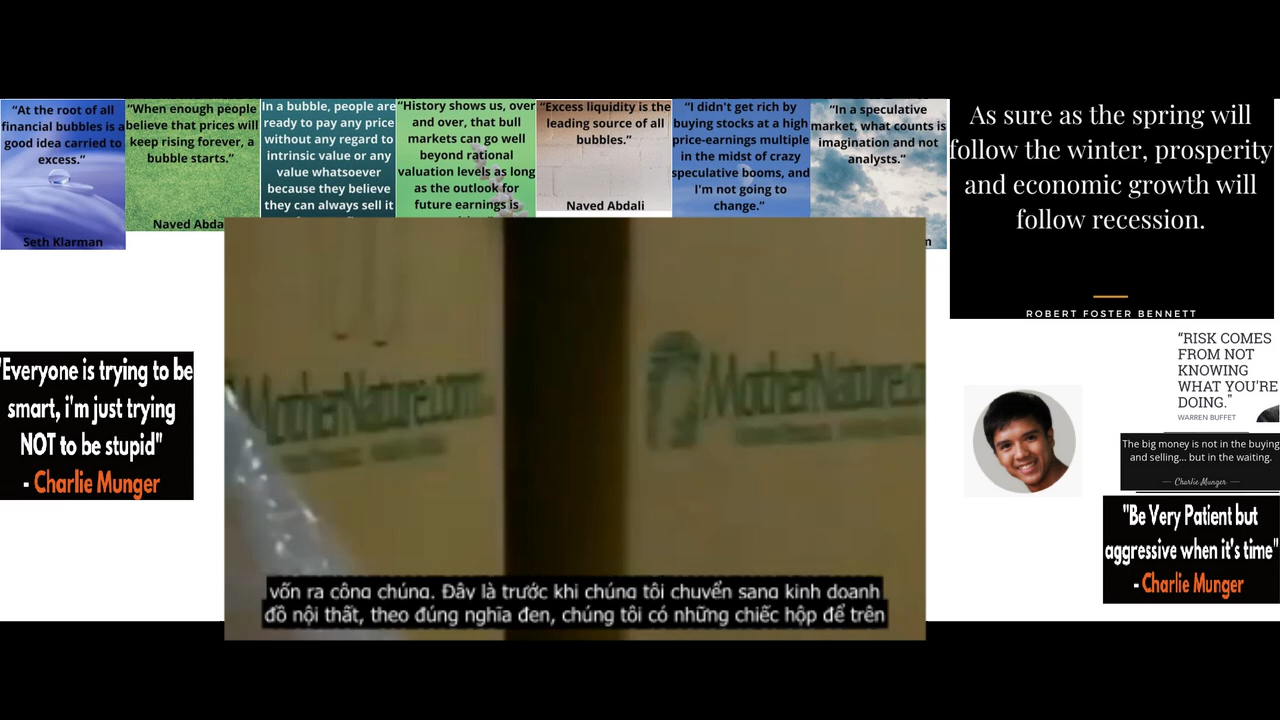 “At the root of all
financial bubbles is a
good idea carried to
excess.”
Seth Klarman
“When enough people
believe that prices will
keep rising forever, a
bubble starts.”
Naved Abda
In a bubble, people are
ready to pay any price
without any regard to
intrinsic value or any
value whatsoever
because they believe
they can always sell it
“History shows us, over
and over, that bull
markets can go well
beyond rational
valuation levels as long
as the outlook for
future earnings is
“Excess liquidity is the
leading source of all
bubbles.”
Naved Abdali
“I didn't get rich by
buying stocks at a high
price-earnings multiple
in the midst of crazy
speculative booms, and
I'm not going to
change.”
“In a speculative
market, what counts is
imagination and not
analysts.”
m
As sure as the spring will
follow the winter, prosperity
and economic growth will
follow recession.
ROBERT FOSTER BENNETT
"Everyone is trying to be
smart, i'm just trying
NOT to be stupid"
- Charlie Munger
MotherNature.com
MotherNature.com
vốn ra công chúng. Đây là trước khi chúng tôi chuyển sang kinh doanh
đồ nội thất, theo đúng nghĩa đen, chúng tôi có những chiếc hộp để trên
“RISK COMES
FROM NOT
KNOWING
WHAT YOU'RE
DOING.”
WARREN BUFFET
The big money is not in the buying
and selling... but in the waiting.
— Charlie Munger —
"Be Very Patient but
aggressive when it's time"
- Charlie Munger